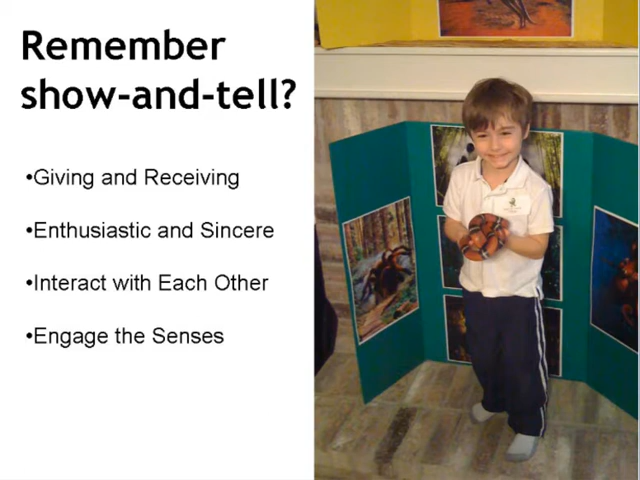 Remember
show-and-tell?
•Giving and Receiving
•Enthusiastic and Sincere
•Interact with Each Other
•Engage the Senses